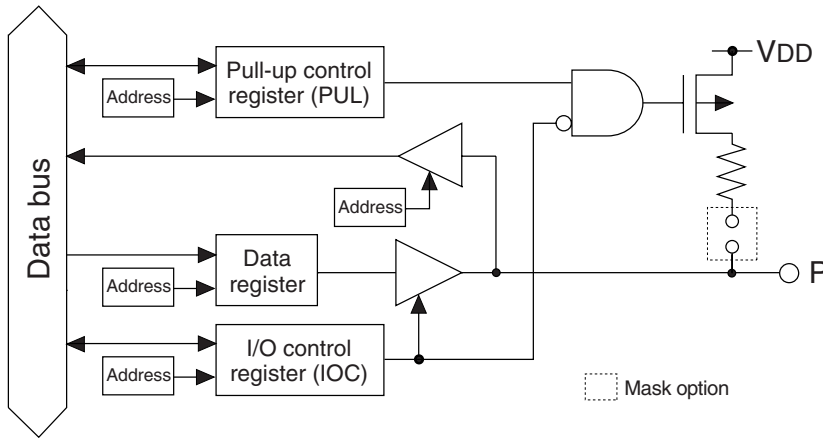 Data bus
Pull-up control
register (PUL)
Address
VDD
Address
Data
register
Address
P
I/O control
register (IOC)
Address
Mask option